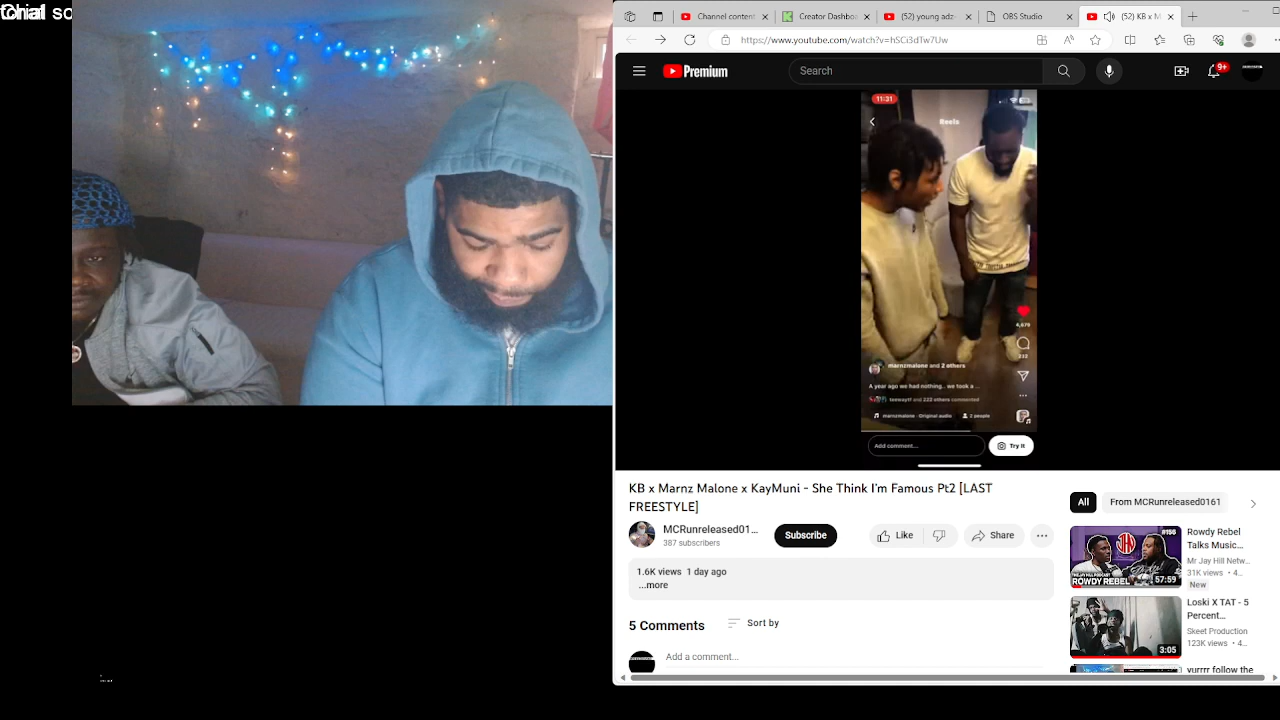 Channel content
Creator Dashboa
(52) young adz
OBS Studio
(52) KB x M
https://www.youtube.com/watch?v=hSCi3dTw7Uw
Premium
Search
9+
11:31
Reels
4,679
232
marnzmalone and 2 others
A year ago we had nothing.. we took a ...
and 222 others commented
marnzmalone · Original audio
2 people
Add comment...
Try it
KB x Marnz Malone x KayMuni - She Think I'm Famous Pt2 [LAST
FREESTYLE]
MCRunreleased01...
387 subscribers
Subscribe
Like
Share
1.6K views 1 day ago
...more
5 Comments
Sort by
Add a comment...
All
From MCRunreleased0161
ROWDY REBEL
57:59
Rowdy Rebel
Talks Music...
Mr Jay Hill Netw...
31K views • 4...
New
3:05
Loski X TAT - 5
Percent...
Skeet Production
123K views • 4...
yurrr follow the